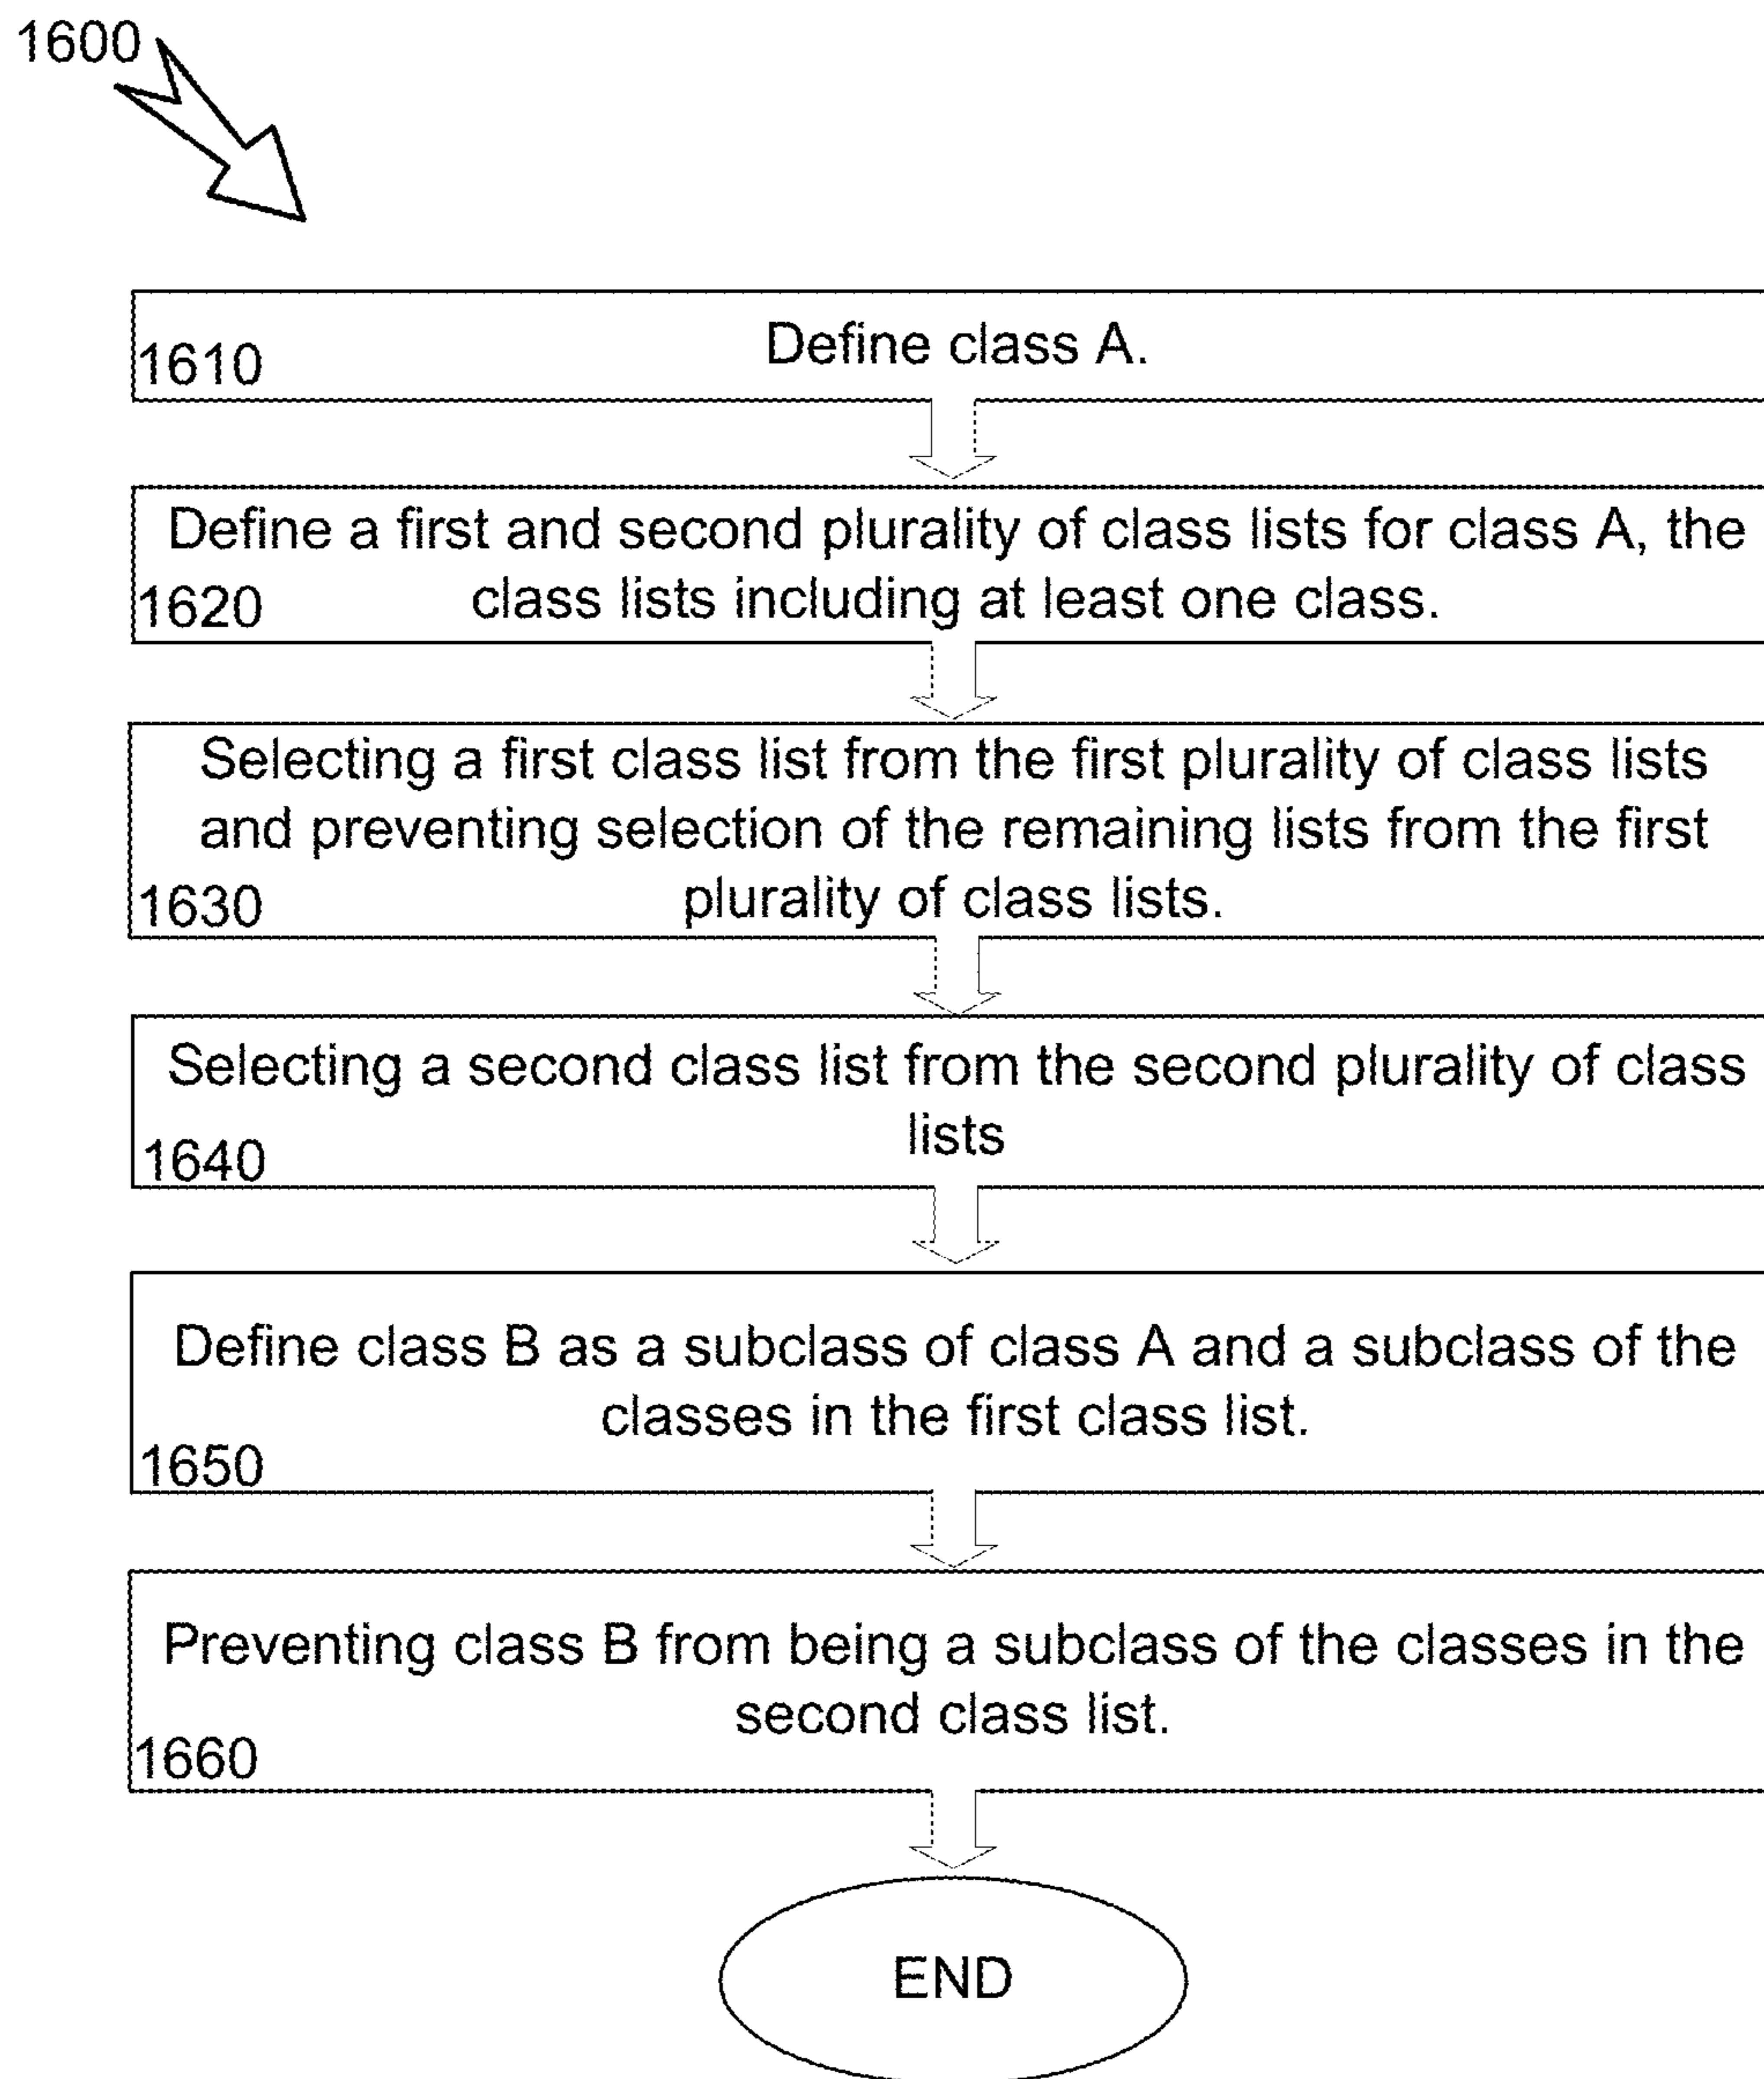 1600
Define class A.
1610
Define a first and second plurality of class lists for class A, the
class lists including at least one class.
1620
Selecting a first class list from the first plurality of class lists
and preventing selection of the remaining lists from the first
plurality of class lists.
1630
Selecting a second class list from the second plurality of class
lists
1640
Define class B as a subclass of class A and a subclass of the
classes in the first class list.
1650
Preventing class B from being a subclass of the classes in the
second class list.
1660
END